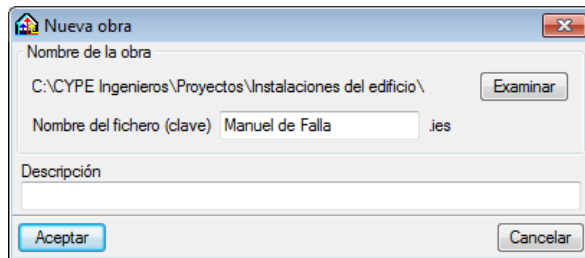 Nueva obra
Nombre de la obra
C:\CYPE Ingenieros\Proyectos\Instalaciones del edificio\ Examinar
Nombre del fichero (clave) Manuel de Falla .ies
Descripción
Aceptar Cancelar